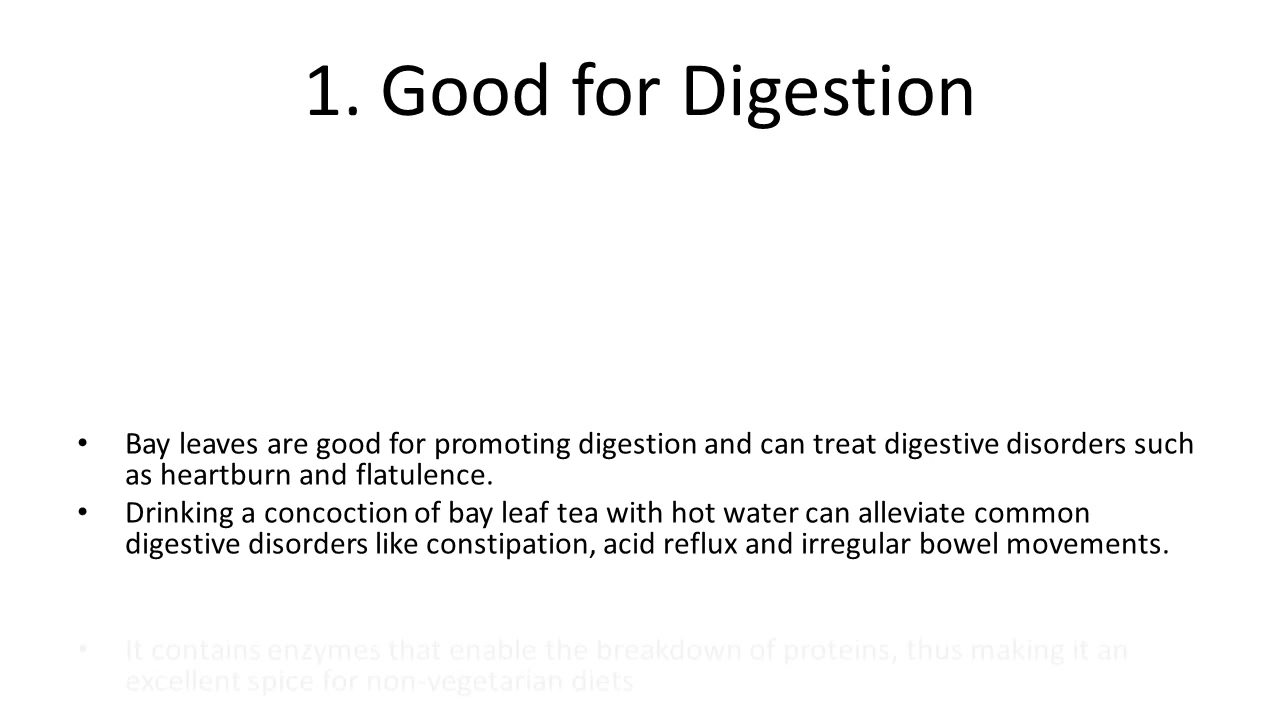 1. Good for Digestion
• Bay leaves are good for promoting digestion and can treat digestive disorders such
as heartburn and flatulence.
• Drinking a concoction of bay leaf tea with hot water can alleviate common
digestive disorders like constipation, acid reflux and irregular bowel movements.
• It contains enzymes that enable the breakdown of proteins, thus making it an
excellent spice for non-vegetarian diets